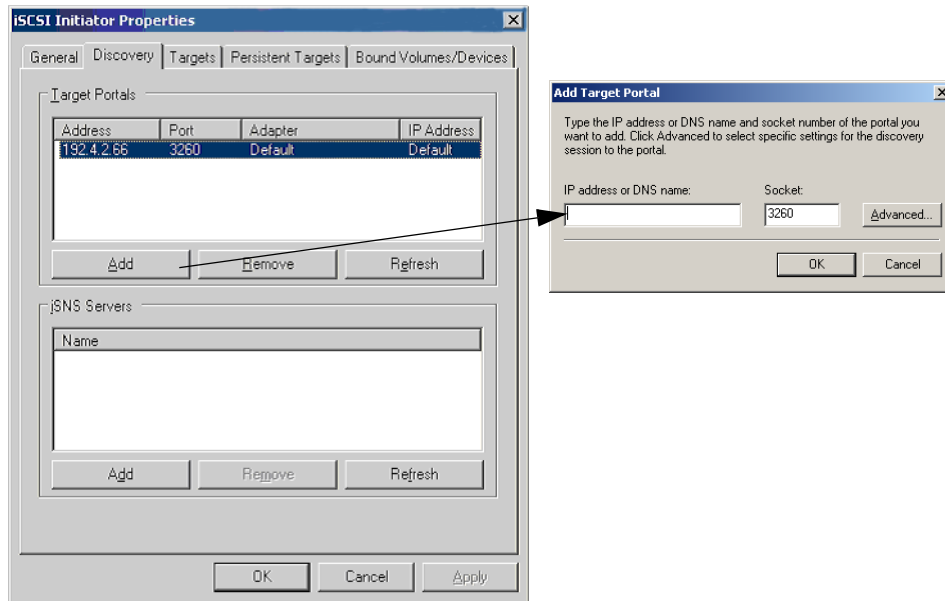 iSCSI Initiator Properties
General Discovery Targets Persistent Targets Bound Volumes/Devices
Target Portals
Address Port Adapter IP Address
192.4.2.66 3260 Default Default
Add Remove Refresh
iSNS Servers
Name
Add Remove Refresh
OK Cancel Apply
Add Target Portal
Type the IP address or DNS name and socket number of the portal you
want to add. Click Advanced to select specific settings for the discovery
session to the portal.
IP address or DNS name: Socket:
3260 Advanced...
OK Cancel